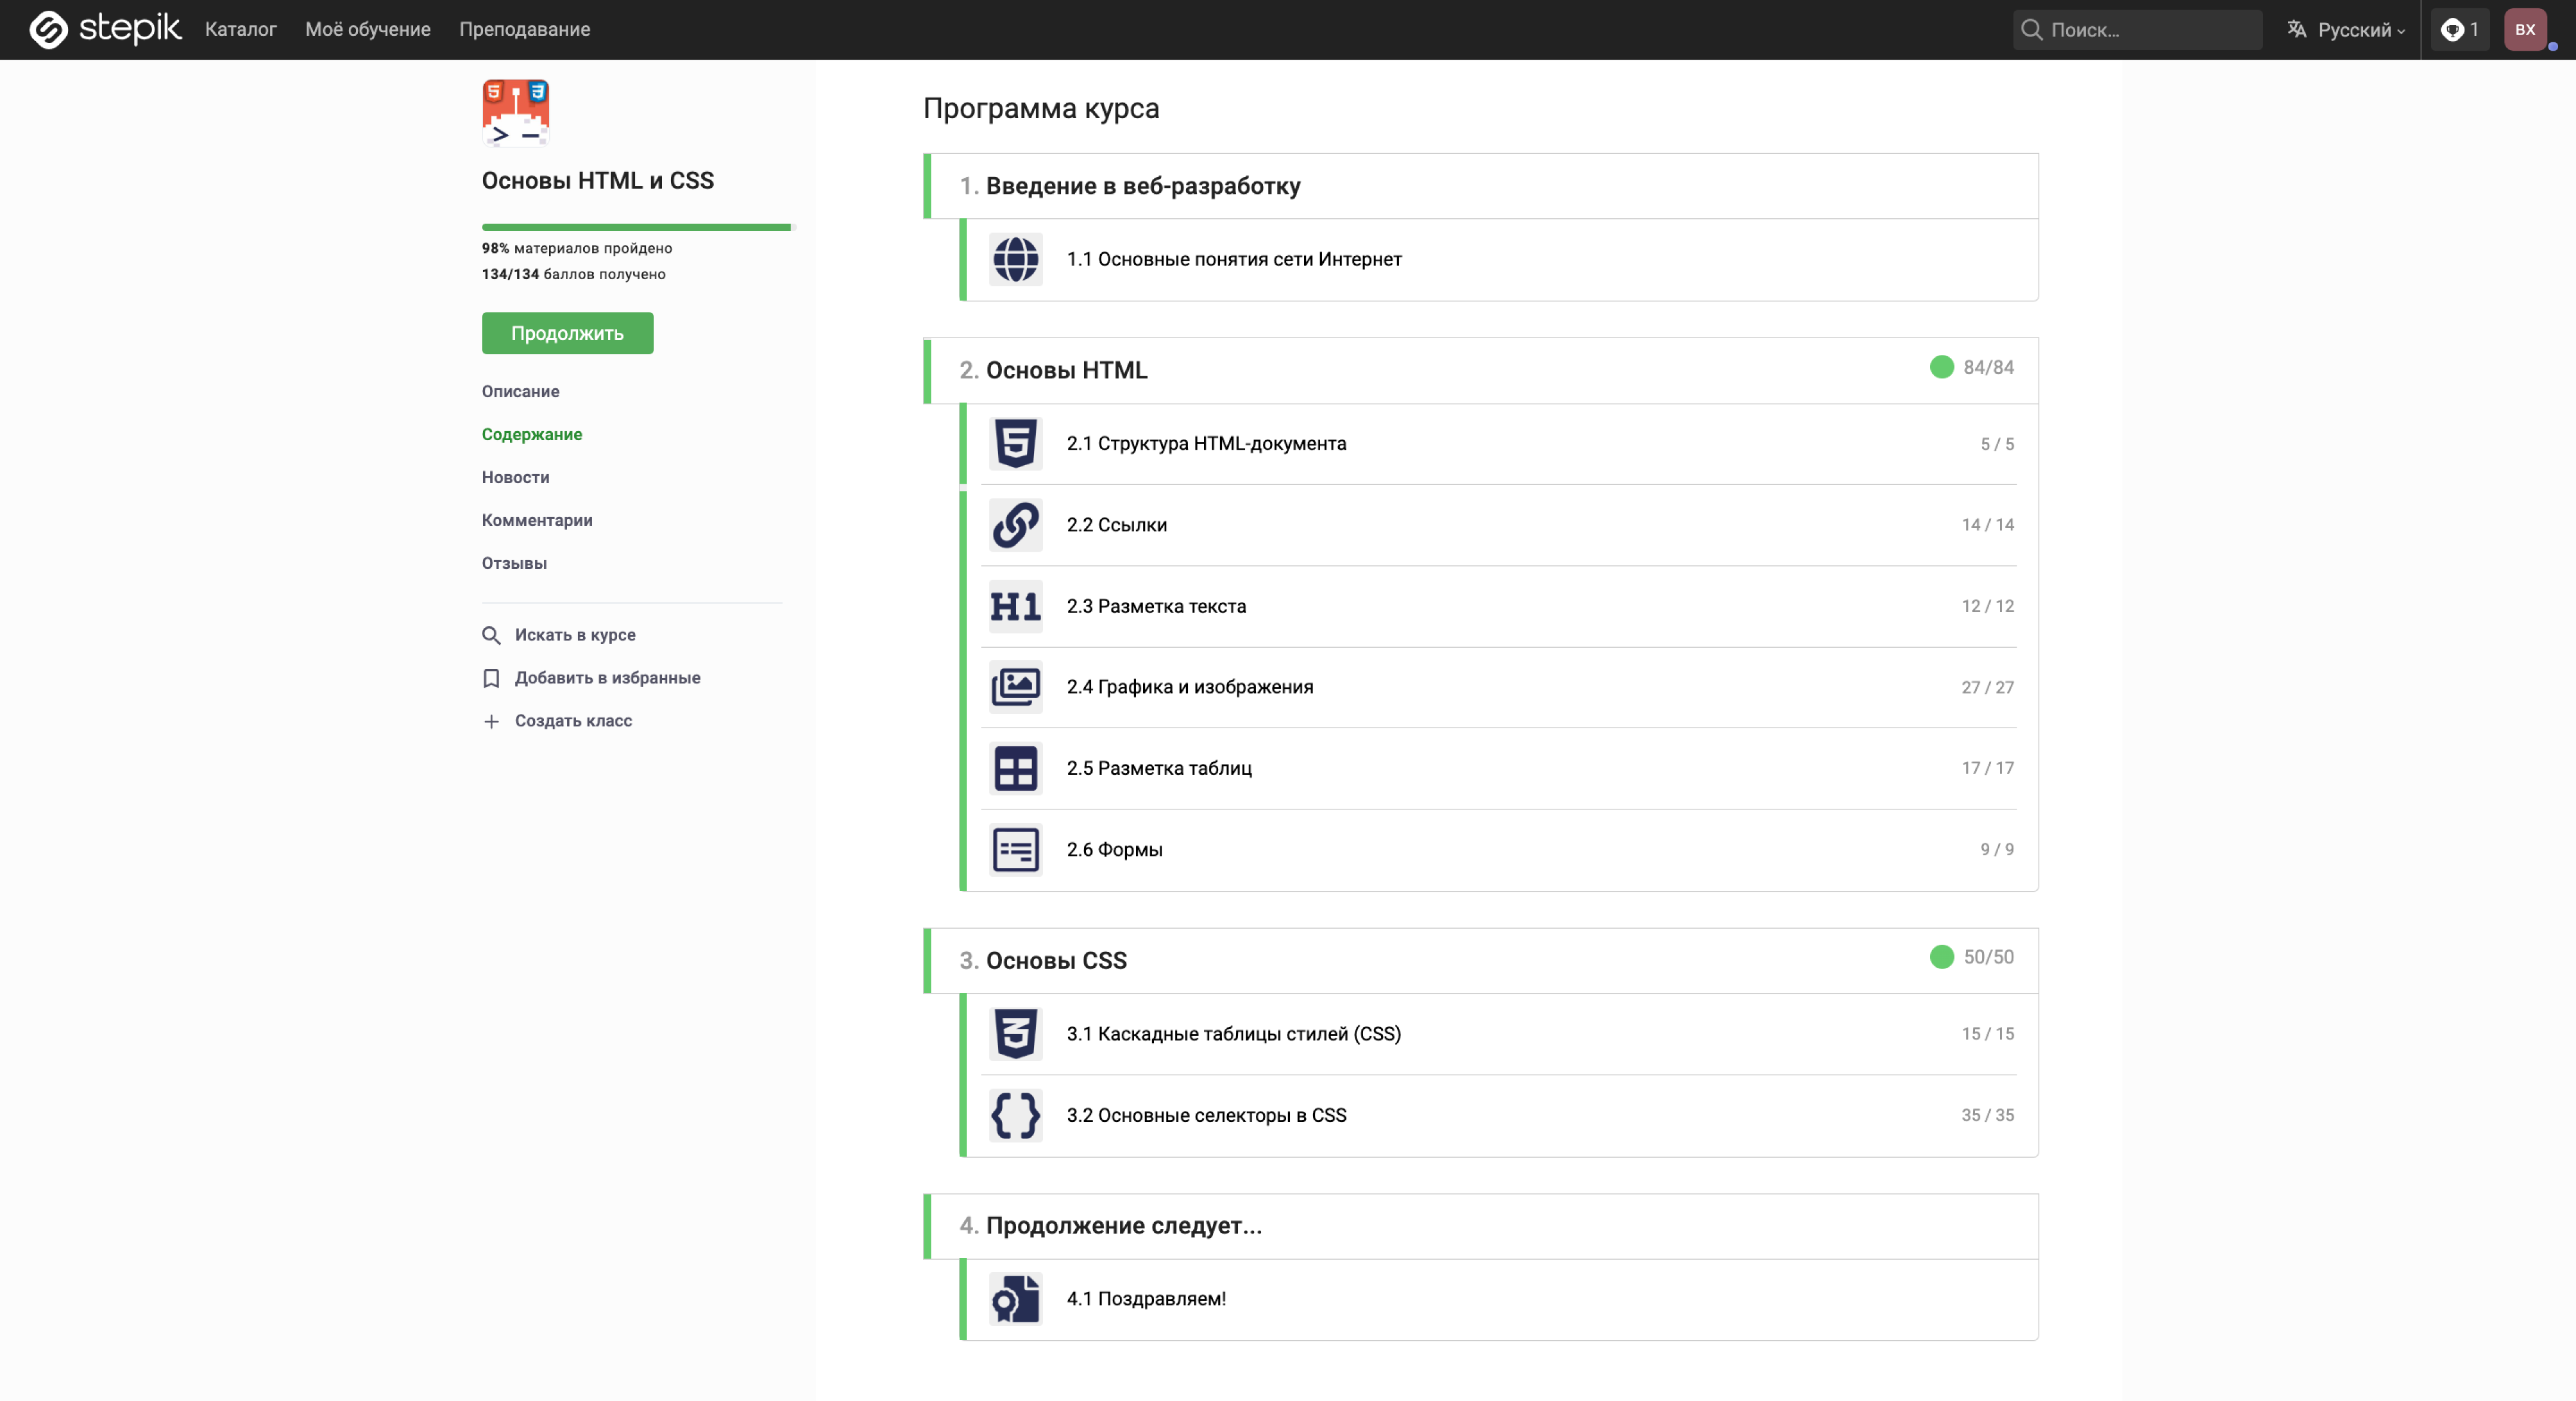 stepik Каталог Моё обучение Преподавание Поиск... Русский 1 BX
Основы HTML и CSS
98% материалов пройдено
134/134 баллов получено
Продолжить
Описание
Содержание
Новости
Комментарии
Отзывы
Искать в курсе
Добавить в избранные
Создать класс
Программа курса
1. Введение в веб-разработку
1.1 Основные понятия сети Интернет
2. Основы HTML 84/84
5 2.1 Структура HTML-документа 5 / 5
2.2 Ссылки 14 / 14
H1 2.3 Разметка текста 12 / 12
2.4 Графика и изображения 27 / 27
2.5 Разметка таблиц 17 / 17
2.6 Формы 9 / 9
3. Основы CSS 50/50
3 3.1 Каскадные таблицы стилей (CSS) 15 / 15
{} 3.2 Основные селекторы в CSS 35 / 35
4. Продолжение следует...
4.1 Поздравляем!